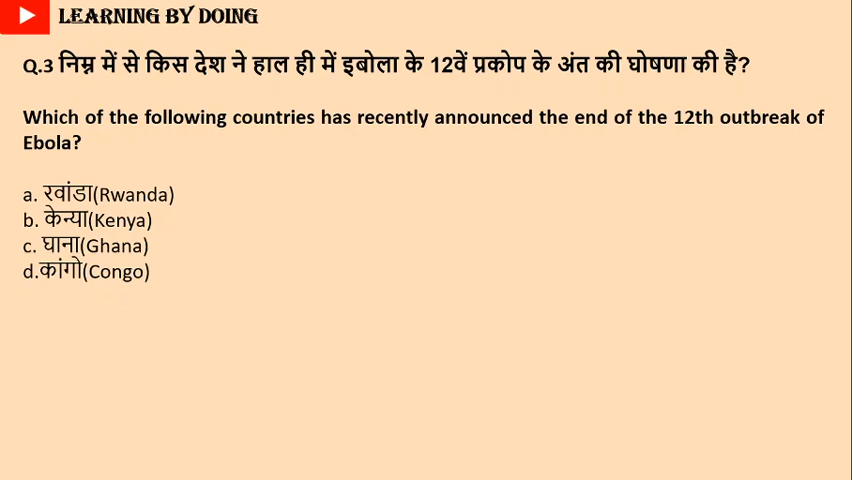 LEARNING BY DOING
Q.3 निम्न में से किस देश ने हाल ही में इबोला के 12वें प्रकोप के अंत की घोषणा की है?
Which of the following countries has recently announced the end of the 12th outbreak of
Ebola?
a. रवांडा(Rwanda)
b. केन्या(Kenya)
c. घाना(Ghana)
d.कांगो(Congo)